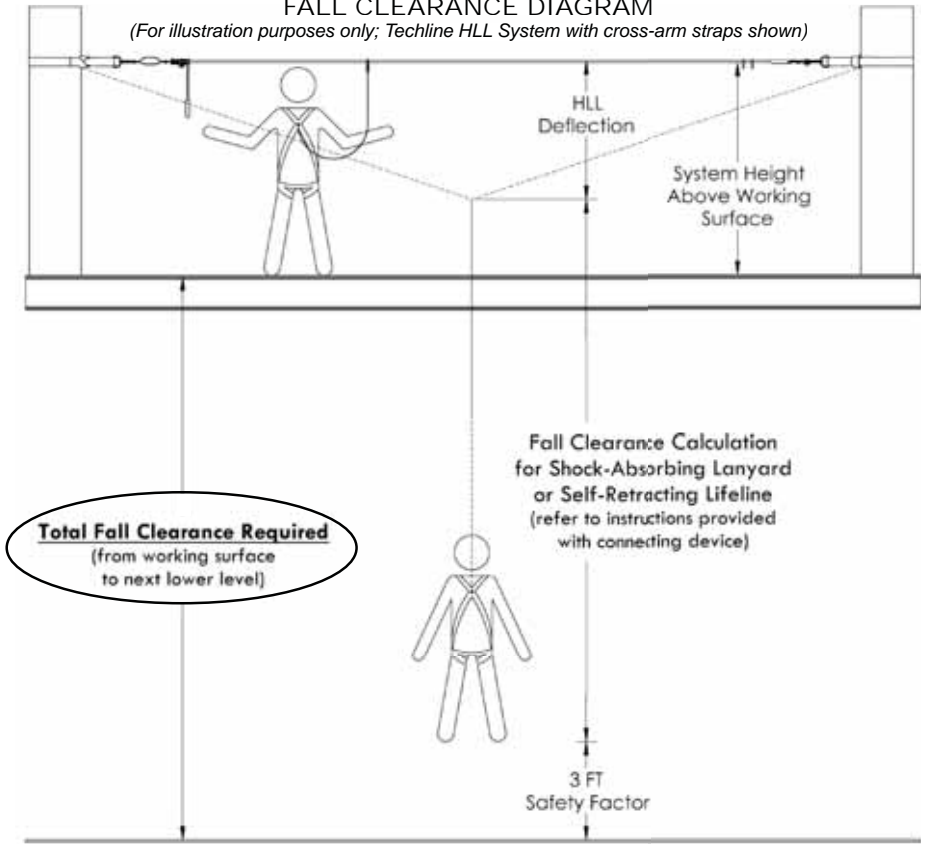 FALL CLEARANCE DIAGRAM
(For illustration purposes only; Techline HLL System with cross-arm straps shown)
HLL
Deflection
System Height
Above Working
Surface
Fall Clearance Calculation
for Shock-Absorbing Lanyard
or Self-Retracting Lifeline
(refer to instructions provided
with connecting device)
Total Fall Clearance Required
(from working surface
to next lower level)
3 FT
Safety Factor